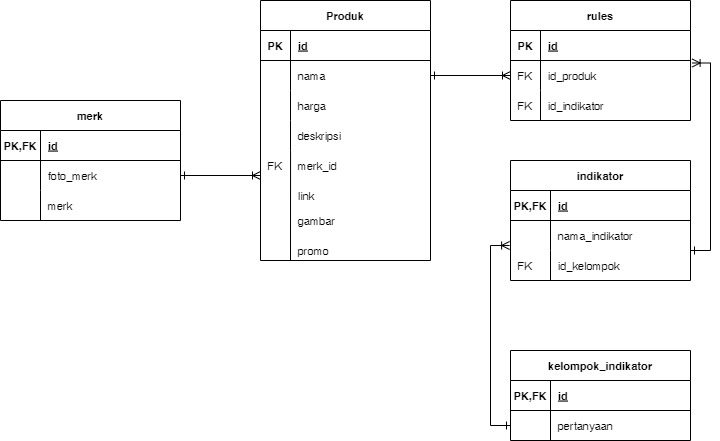 merk
PK,FK id
foto_merk
merk
Produk
PK id
nama
harga
deskripsi
FK merk_id
link
gambar
promo
rules
PK id
FK id_produk
FK id_indikator
indikator
PK,FK id
nama_indikator
FK id_kelompok
kelompok_indikator
PK,FK id
pertanyaan